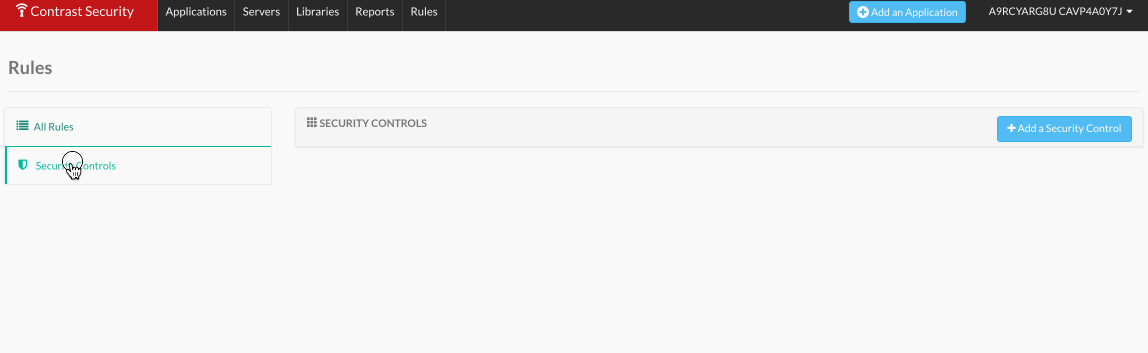 Contrast Security Applications Servers Libraries Reports Rules Add an Application A9RCYARG8U CAVP4A0Y7J
Rules
All Rules
Security Controls
SECURITY CONTROLS
Add a Security Control